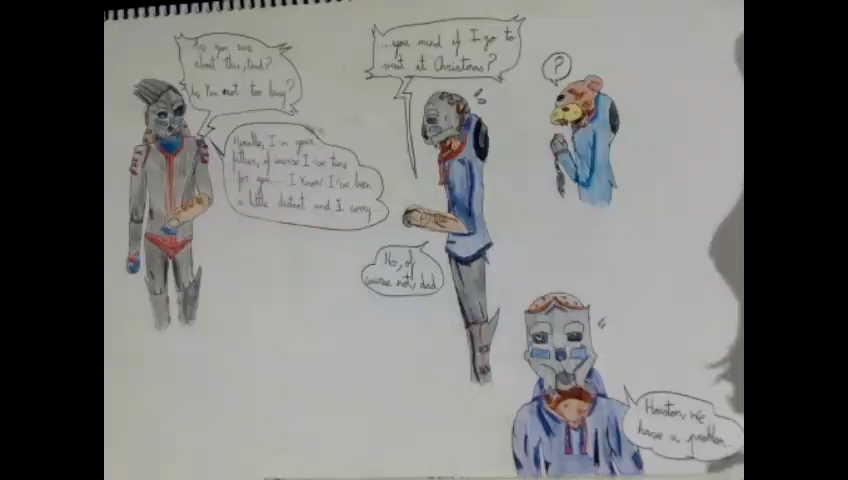 Are you sure
about this, Dad?
Are You not too busy?
I'm your
father, of course I've time
for you... I know I've been
a little distant and I sorry...
...you mind if I go to
visit at Christmas?
No, of
course not, dad
?
Houston, we
have a problem...